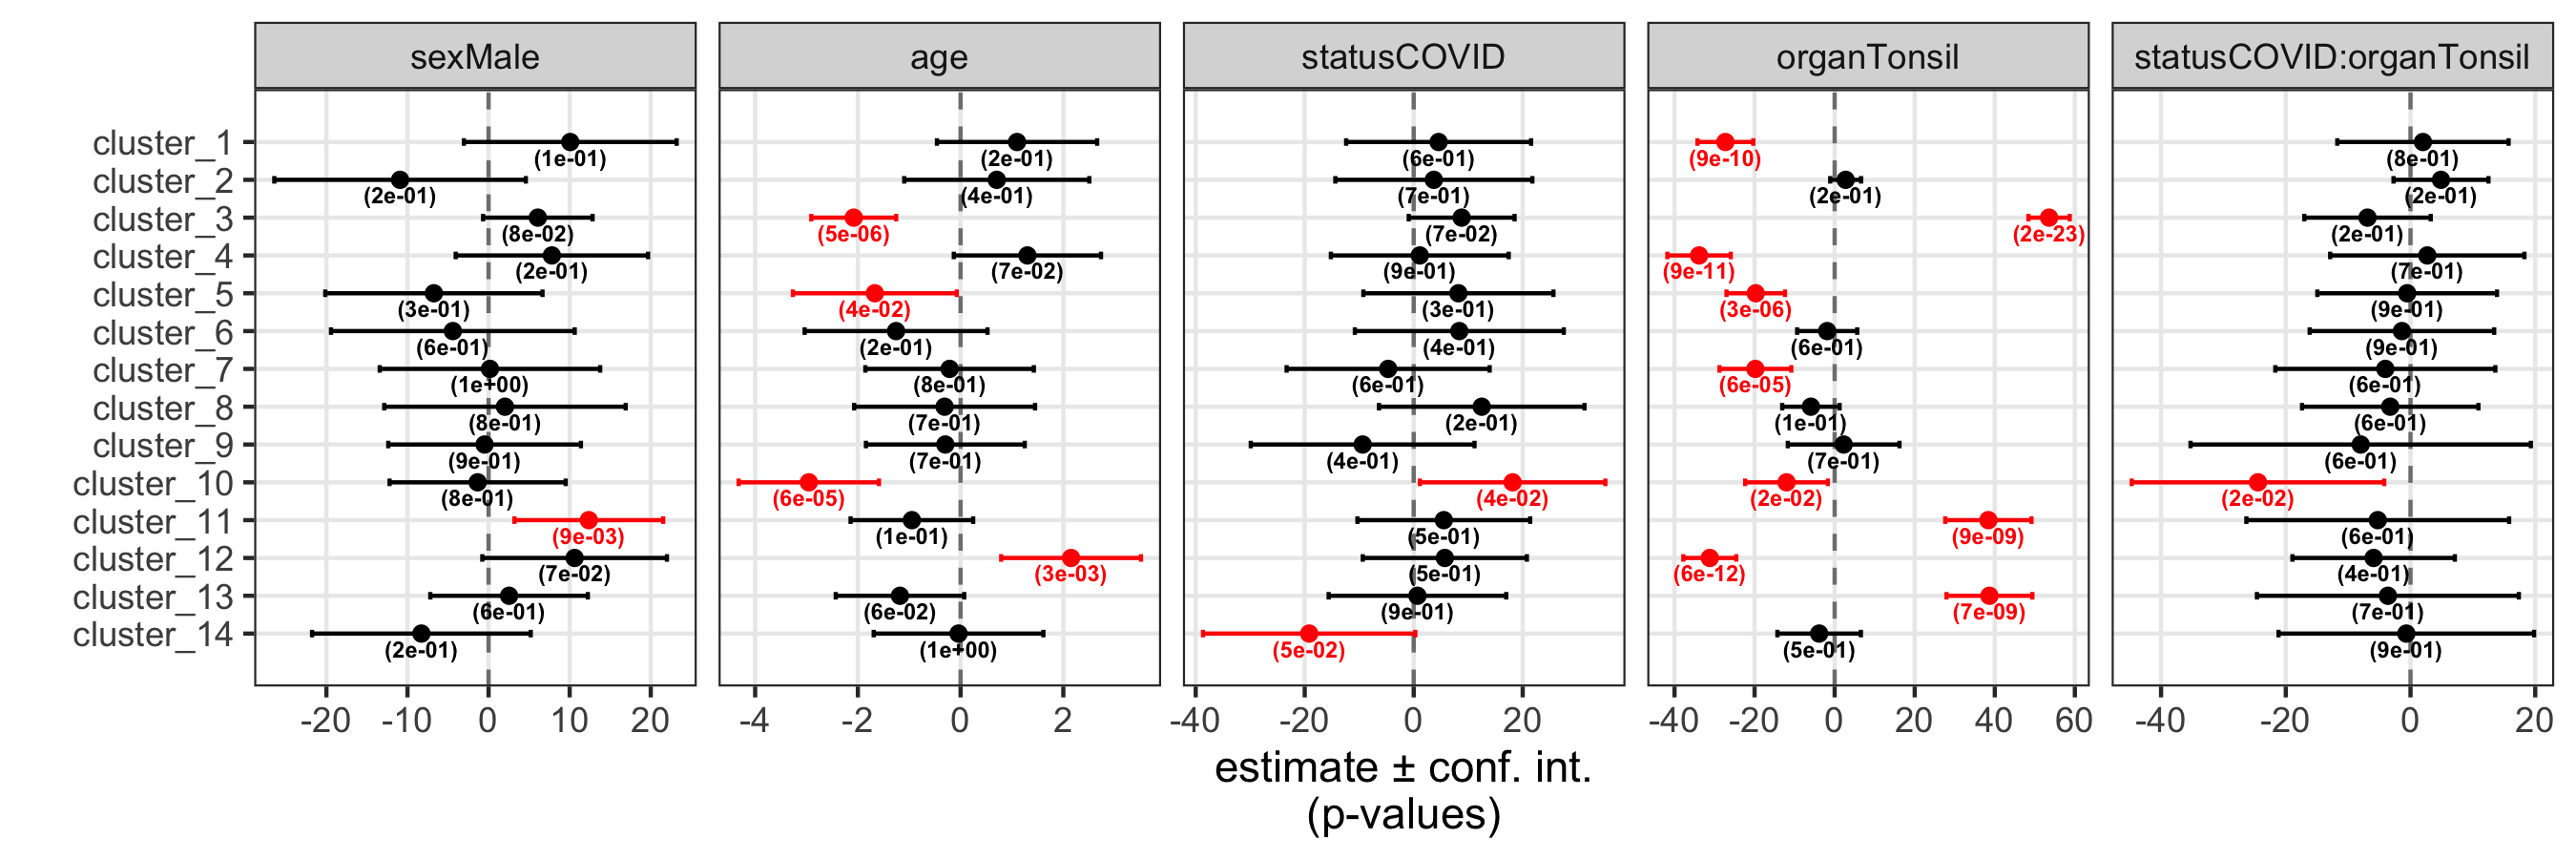 sexMale age statusCOVID organTonsil statusCOVID:organTonsil
cluster_1 (1e-01) (2e-01) (6e-01) (9e-10) (8e-01)
cluster_2 (2e-01) (4e-01) (7e-01) (2e-01) (2e-01)
cluster_3 (8e-02) (5e-06) (7e-02) (2e-23) (2e-01)
cluster_4 (2e-01) (7e-02) (9e-01) (9e-11) (7e-01)
cluster_5 (3e-01) (4e-02) (3e-01) (3e-06) (9e-01)
cluster_6 (6e-01) (2e-01) (4e-01) (6e-01) (9e-01)
cluster_7 (1e+00) (8e-01) (6e-01) (6e-05) (6e-01)
cluster_8 (8e-01) (7e-01) (2e-01) (1e-01) (6e-01)
cluster_9 (9e-01) (7e-01) (4e-01) (7e-01) (6e-01)
cluster_10 (8e-01) (6e-05) (4e-02) (2e-02) (2e-02)
cluster_11 (9e-03) (1e-01) (5e-01) (9e-09) (6e-01)
cluster_12 (7e-02) (3e-03) (5e-01) (6e-12) (4e-01)
cluster_13 (6e-01) (6e-02) (9e-01) (7e-09) (7e-01)
cluster_14 (2e-01) (1e+00) (5e-02) (5e-01) (9e-01)
-20 -10 0 10 20 -4 -2 0 2 -40 -20 0 20 -40 -20 0 20 40 60 -40 -20 0 20
estimate ± conf. int.
(p-values)